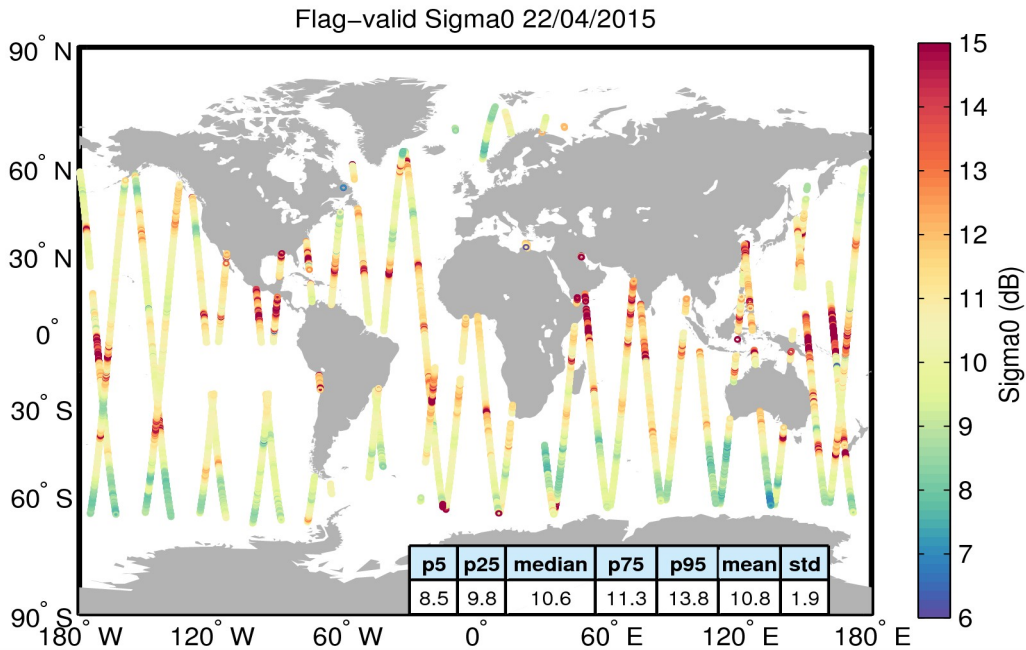 Flag−valid Sigma0 22/04/2015
90° N
60° N
30° N
0°
30° S
60° S
90° S
180° W 120° W 60° W 0° 60° E 120° E 180° E
p5 p25 median p75 p95 mean std
8.5 9.8 10.6 11.3 13.8 10.8 1.9
15
14
13
12
11
10
9
8
7
6
Sigma0 (dB)